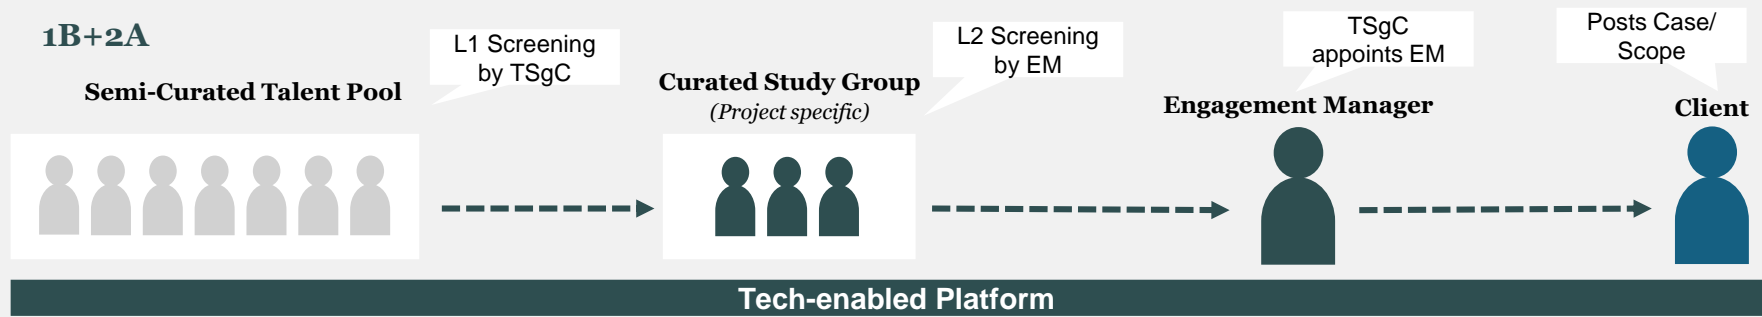 1B+2A
Semi-Curated Talent Pool
L1 Screening
by TSgC
Curated Study Group
(Project specific)
L2 Screening
by EM
TSgC
appoints EM
Engagement Manager
Posts Case/
Scope
Client
Tech-enabled Platform